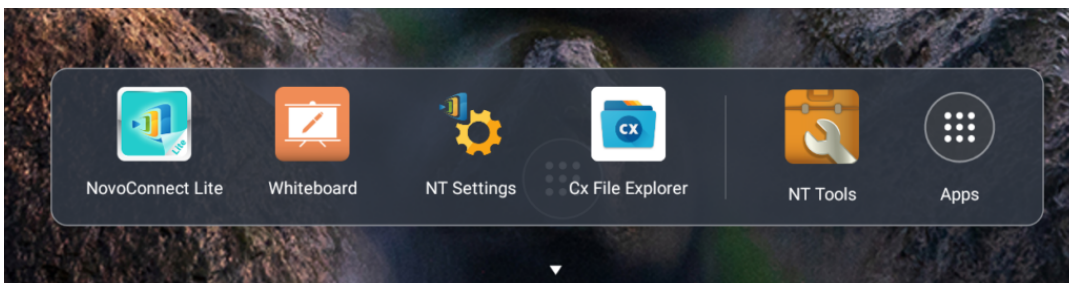 Lite
CX
NovoConnect Lite
Whiteboard
NT Settings
Cx File Explorer
NT Tools
Apps